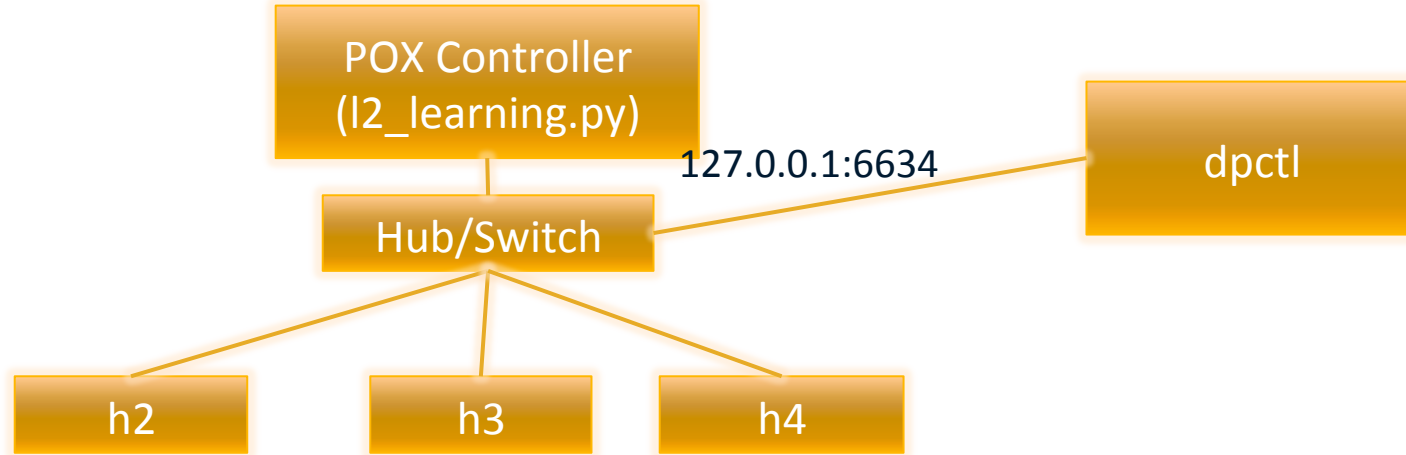 POX Controller
(l2_learning.py)
127.0.0.1:6634
dpctl
Hub/Switch
h2
h3
h4